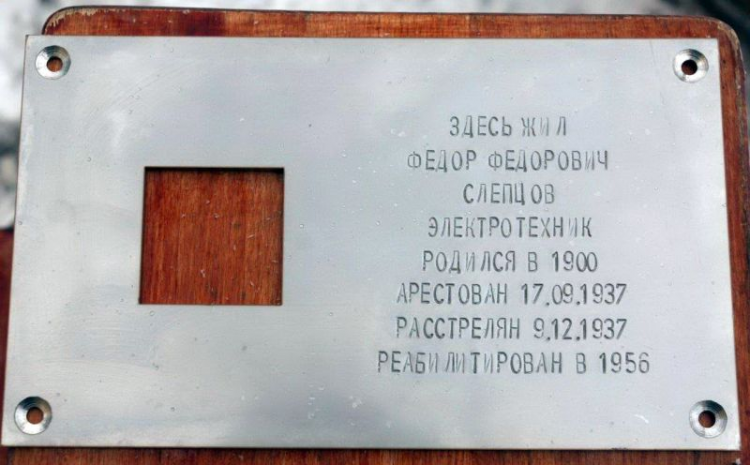 ЗДЕСЬ ЖИЛ
ФЕДОР ФЕДОРОВИЧ
СЛЕПЦОВ
ЭЛЕКТРОТЕХНИК
РОДИЛСЯ В 1900
АРЕСТОВАН 17.09.1937
РАССТРЕЛЯН 9.12.1937
РЕАБИЛИТИРОВАН В 1956